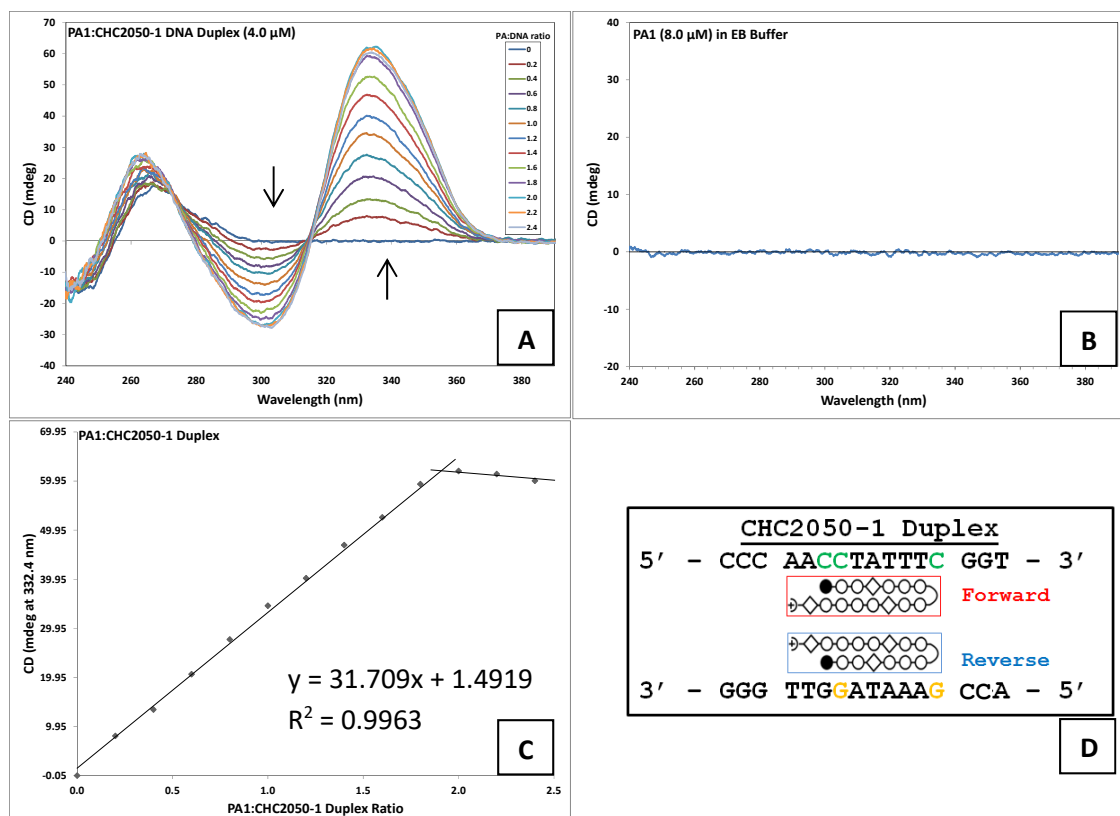 PA1:CHC2050-1 DNA Duplex (4.0 µM)
PA:DNA ratio
0
0.2
0.4
0.6
0.8
1.0
1.2
1.4
1.6
1.8
2.0
2.2
2.4
70
60
50
40
30
20
10
0
-10
-20
-30
-40
CD (mdeg)
240 260 280 300 320 340 360 380
Wavelength (nm)
A
PA1 (8.0 µM) in EB Buffer
40
30
20
10
0
-10
-20
CD (mdeg)
240 260 280 300 320 340 360 380
Wavelength (nm)
B
PA1:CHC2050-1 Duplex
69.95
59.95
49.95
39.95
29.95
19.95
9.95
-0.05
CD (mdeg at 332.4 nm)
y = 31.709x + 1.4919
R² = 0.9963
0.0 0.5 1.0 1.5 2.0 2.5
PA1:CHC2050-1 Duplex Ratio
C
CHC2050-1 Duplex
5′ - CCC AACCTATTTC GGT - 3′
Forward
Reverse
3′ - GGG TTGGATAAAG CCA - 5′
D